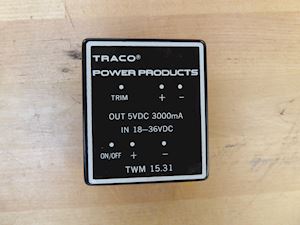 TRACO®
POWER PRODUCTS
TRIM + −
OUT 5VDC 3000mA
IN 18—36VDC
ON/OFF + −
TWM 15.31